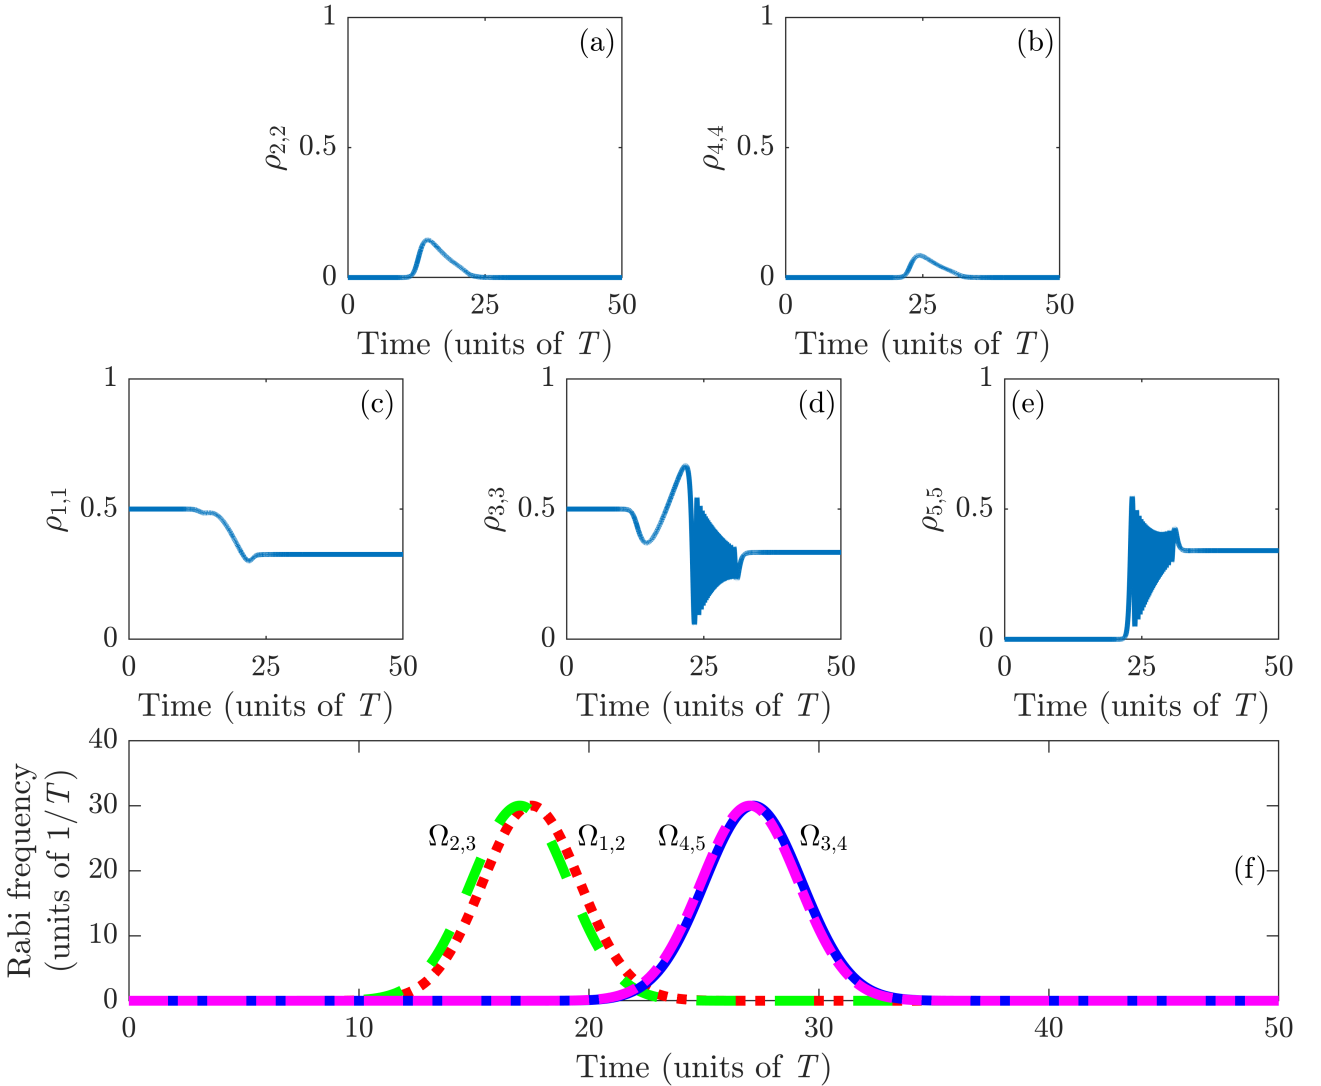 1
(a)
0.5
ρ2,2
0
0 25 50
Time (units of T)
1
(b)
0.5
ρ4,4
0
0 25 50
Time (units of T)
1
(c)
0.5
ρ1,1
0
0 25 50
Time (units of T)
1
(d)
0.5
ρ3,3
0
0 25 50
Time (units of T)
1
(e)
0.5
ρ5,5
0
0 25 50
Time (units of T)
Rabi frequency
(units of 1/T)
40
30
20
10
0
Ω2,3 Ω1,2 Ω4,5 Ω3,4
(f)
0 10 20 30 40 50
Time (units of T)